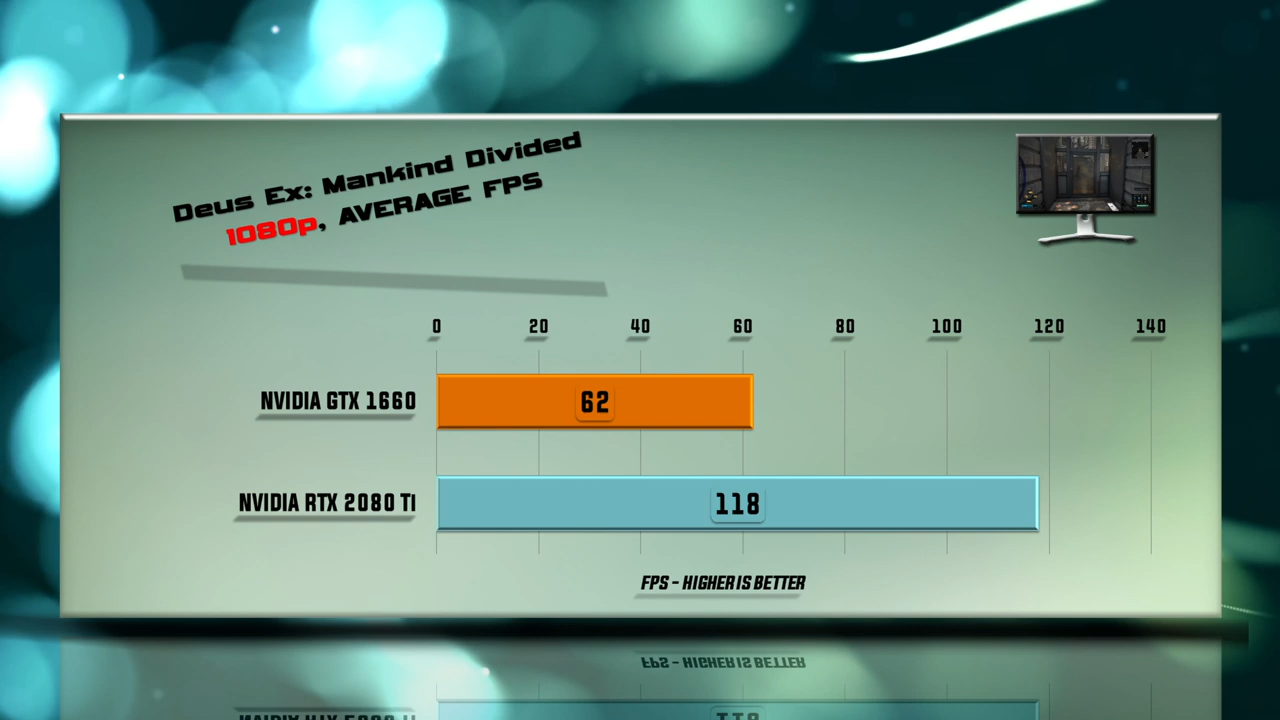 Deus Ex: Mankind Divided
1080p, AVERAGE FPS
0 20 40 60 80 100 120 140
NVIDIA GTX 1660
62
NVIDIA RTX 2080 TI
118
FPS - HIGHER IS BETTER